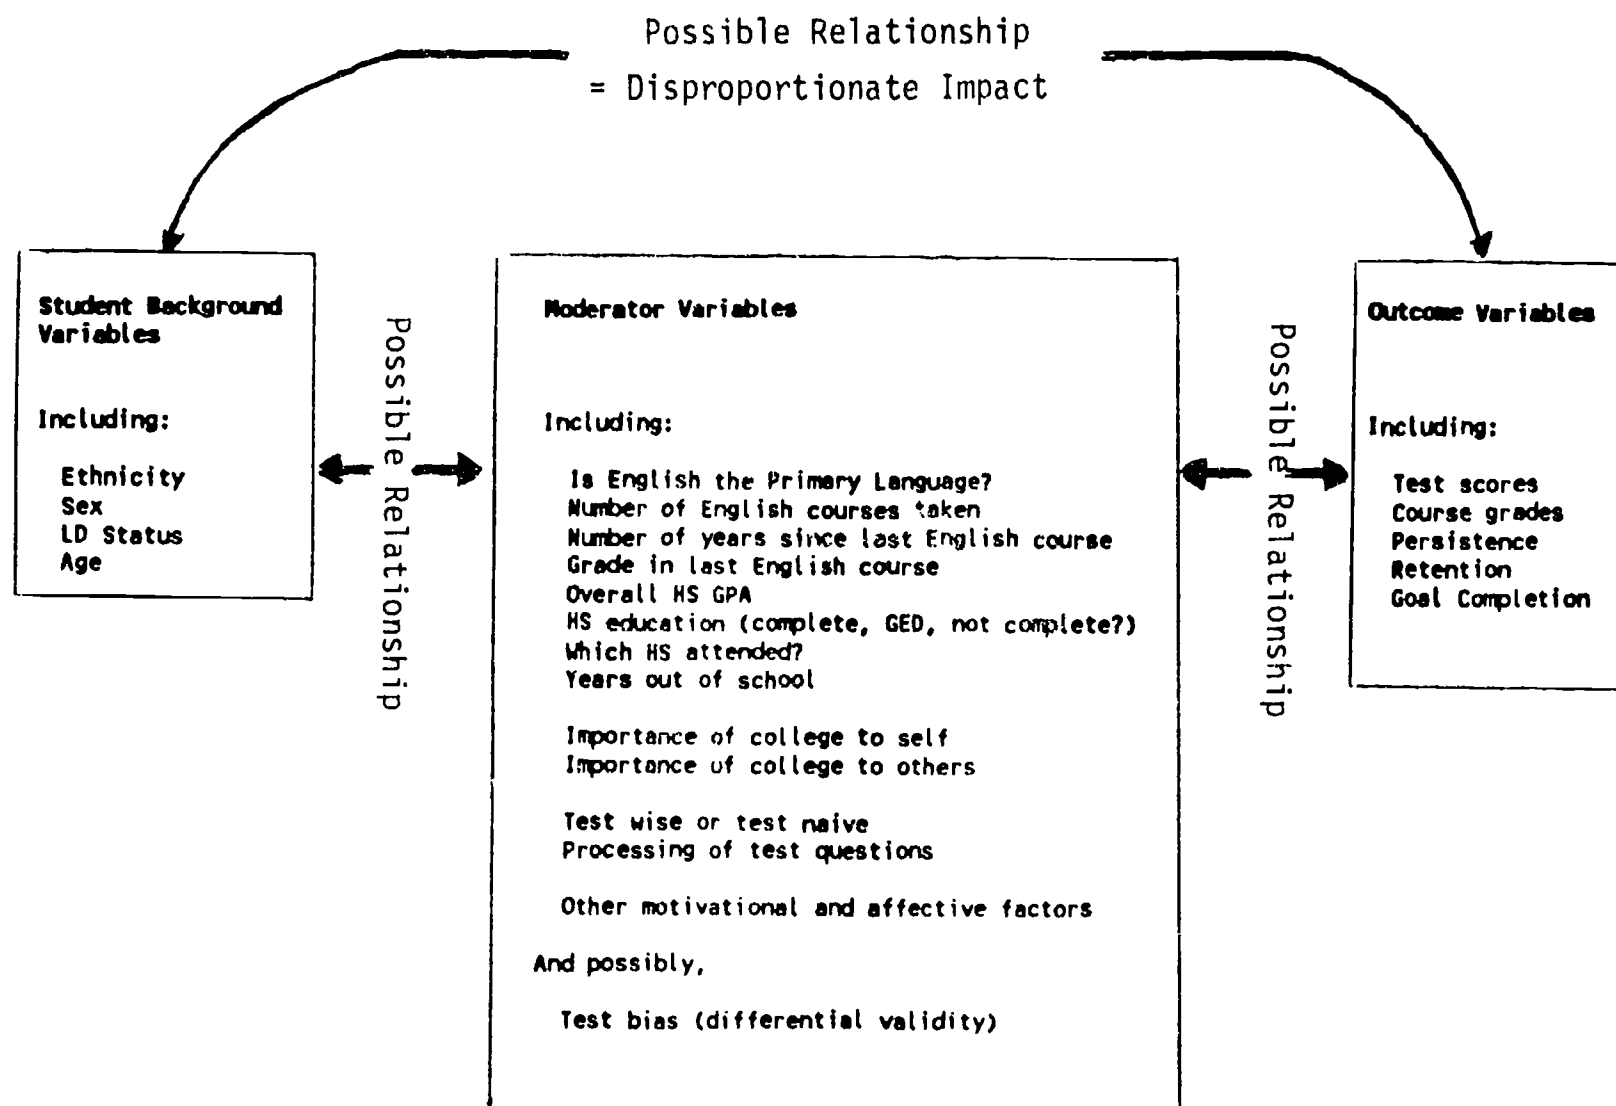 Possible Relationship
= Disproportionate Impact
Student Background
Variables
Including:
Ethnicity
Sex
LD Status
Age
Possible Relationship
Moderator Variables
Including:
Is English the Primary Language?
Number of English courses taken
Number of years since last English course
Grade in last English course
Overall HS GPA
HS education (complete, GED, not complete?)
Which HS attended?
Years out of school
Importance of college to self
Importance of college to others
Test wise or test naive
Processing of test questions
Other motivational and affective factors
And possibly,
Test bias (differential validity)
Possible Relationship
Outcome Variables
Including:
Test scores
Course grades
Persistence
Retention
Goal Completion